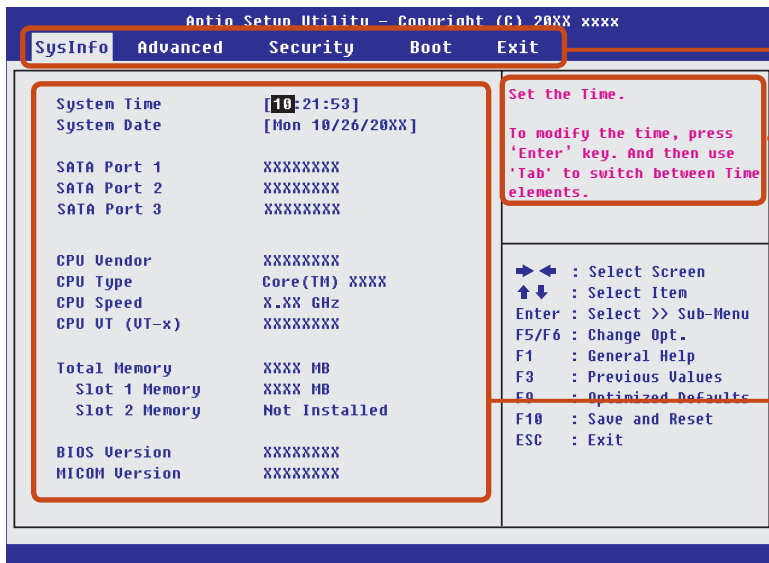 Aptio Setup Utility – Copyright (C) 20XX xxxx
SysInfo Advanced Security Boot Exit
System Time [10:21:53]
System Date [Mon 10/26/20XX]
SATA Port 1 XXXXXXXX
SATA Port 2 XXXXXXXX
SATA Port 3 XXXXXXXX
CPU Vendor XXXXXXXX
CPU Type Core(TM) XXXX
CPU Speed X.XX GHz
CPU VT (VT-x) XXXXXXXX
Total Memory XXXX MB
Slot 1 Memory XXXX MB
Slot 2 Memory Not Installed
BIOS Version XXXXXXXX
MICOM Version XXXXXXXX
Set the Time.
To modify the time, press
‘Enter’ key. And then use
'Tab' to switch between Time
elements.
: Select Screen
: Select Item
Enter : Select >> Sub-Menu
F5/F6 : Change Opt.
F1 : General Help
F3 : Previous Values
F9 : Optimized Defaults
F10 : Save and Reset
ESC : Exit